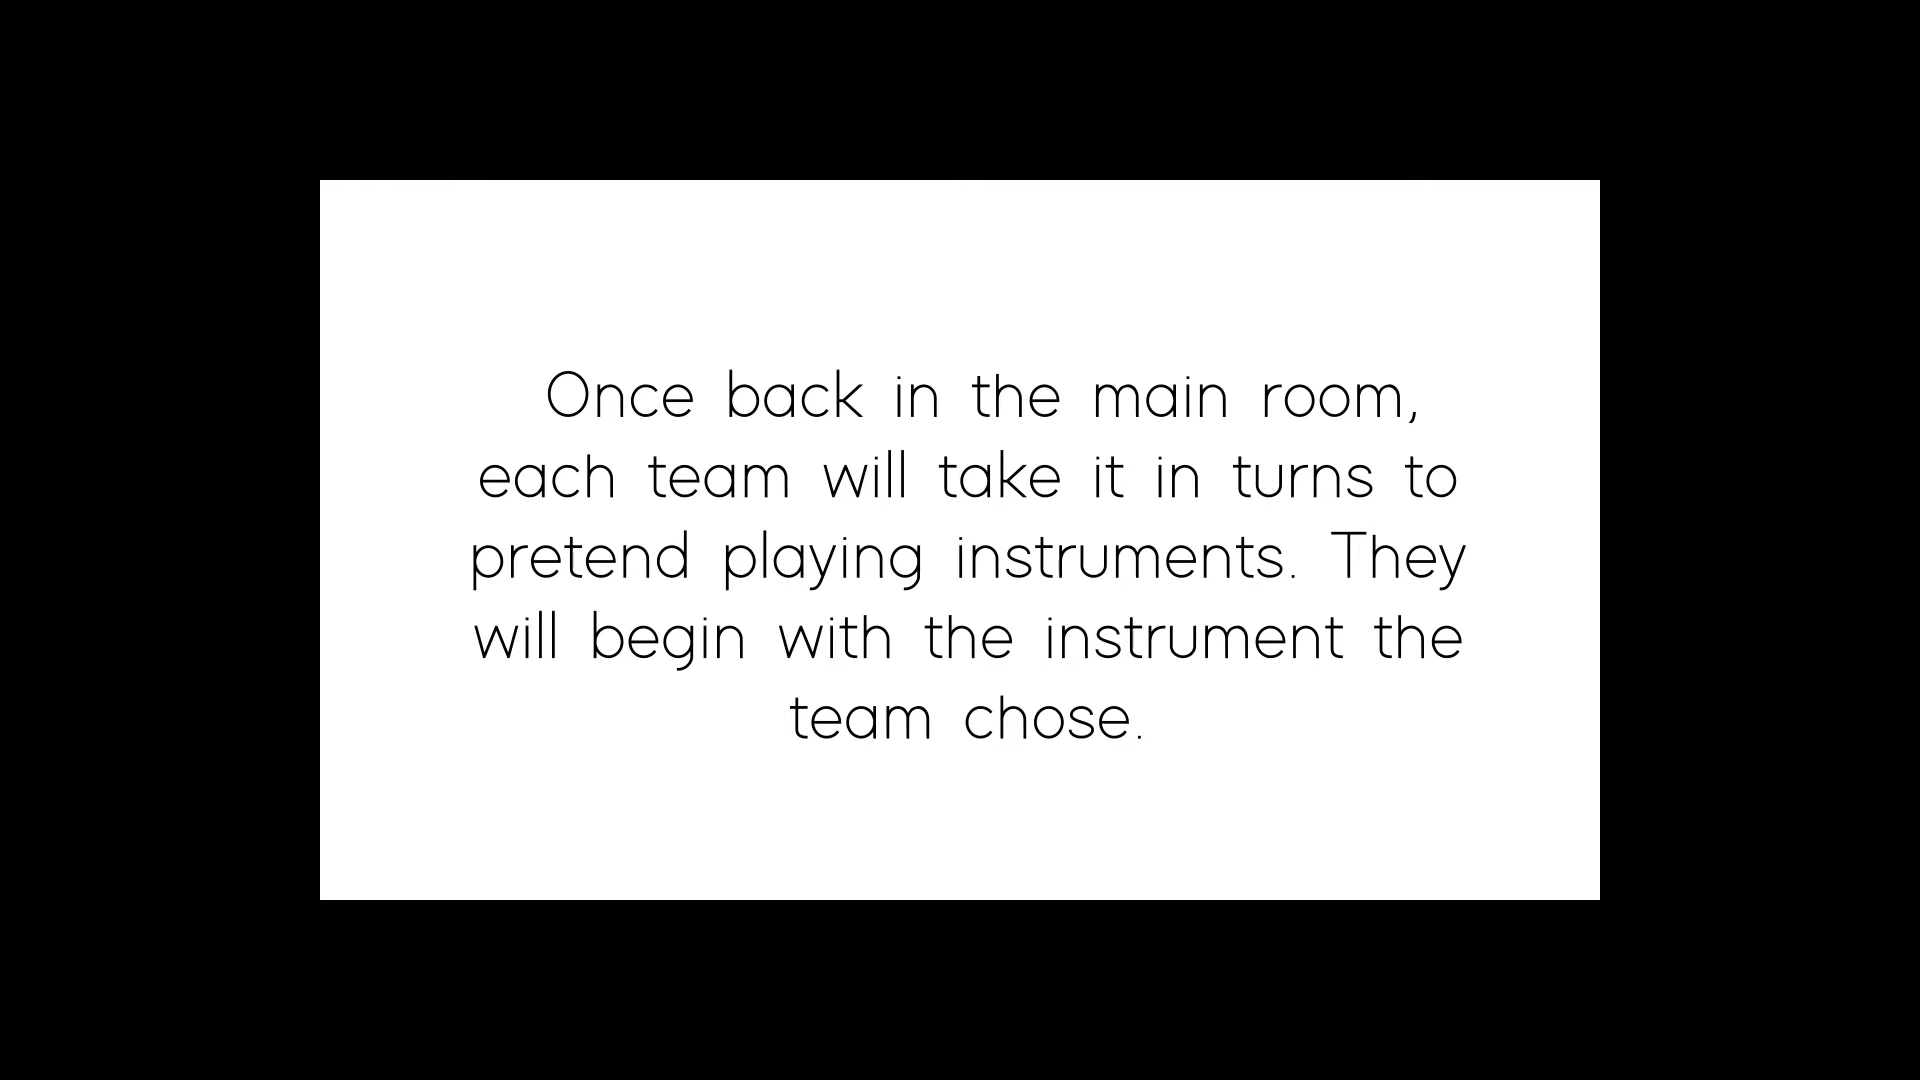 Once back in the main room,
each team will take it in turns to
pretend playing instruments. They
will begin with the instrument the
team chose.